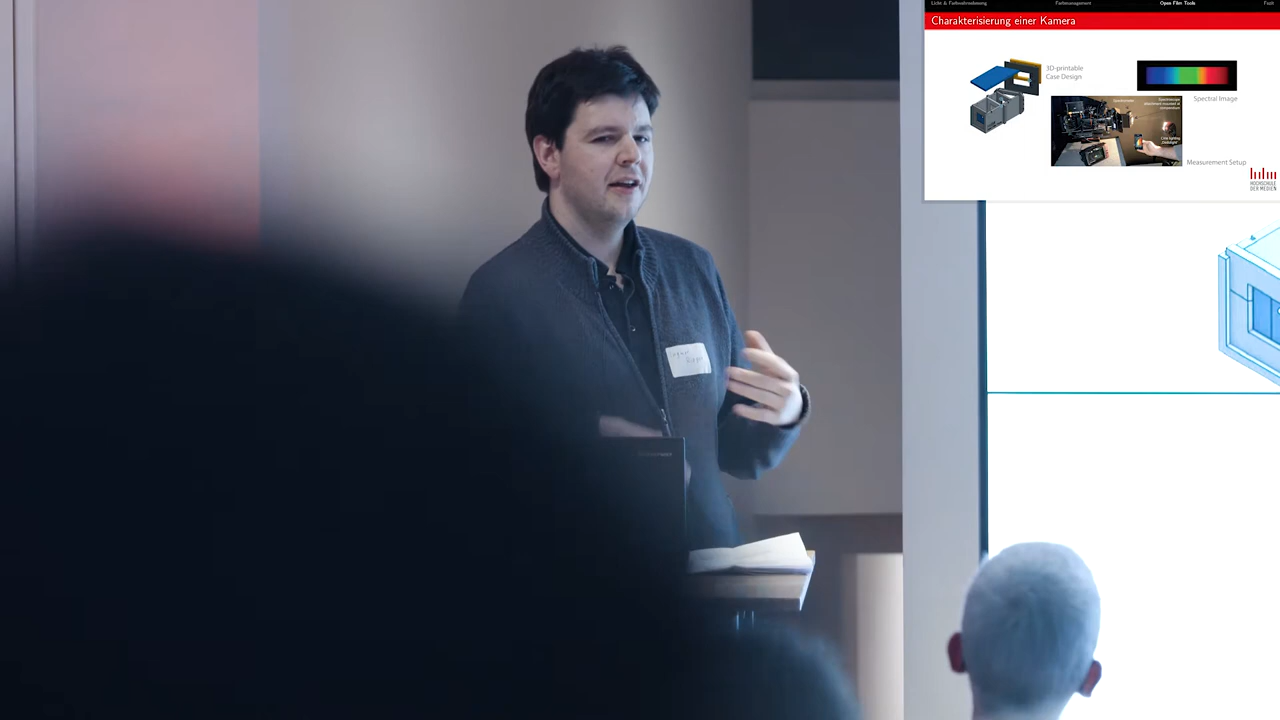 Licht & Farbwahrnehmung
Farbmanagement
Open Film Tools
Fazit
Charakterisierung einer Kamera
3D-printable
Case Design
Spectral Image
Measurement Setup
HOCHSCHULE
DER MEDIEN